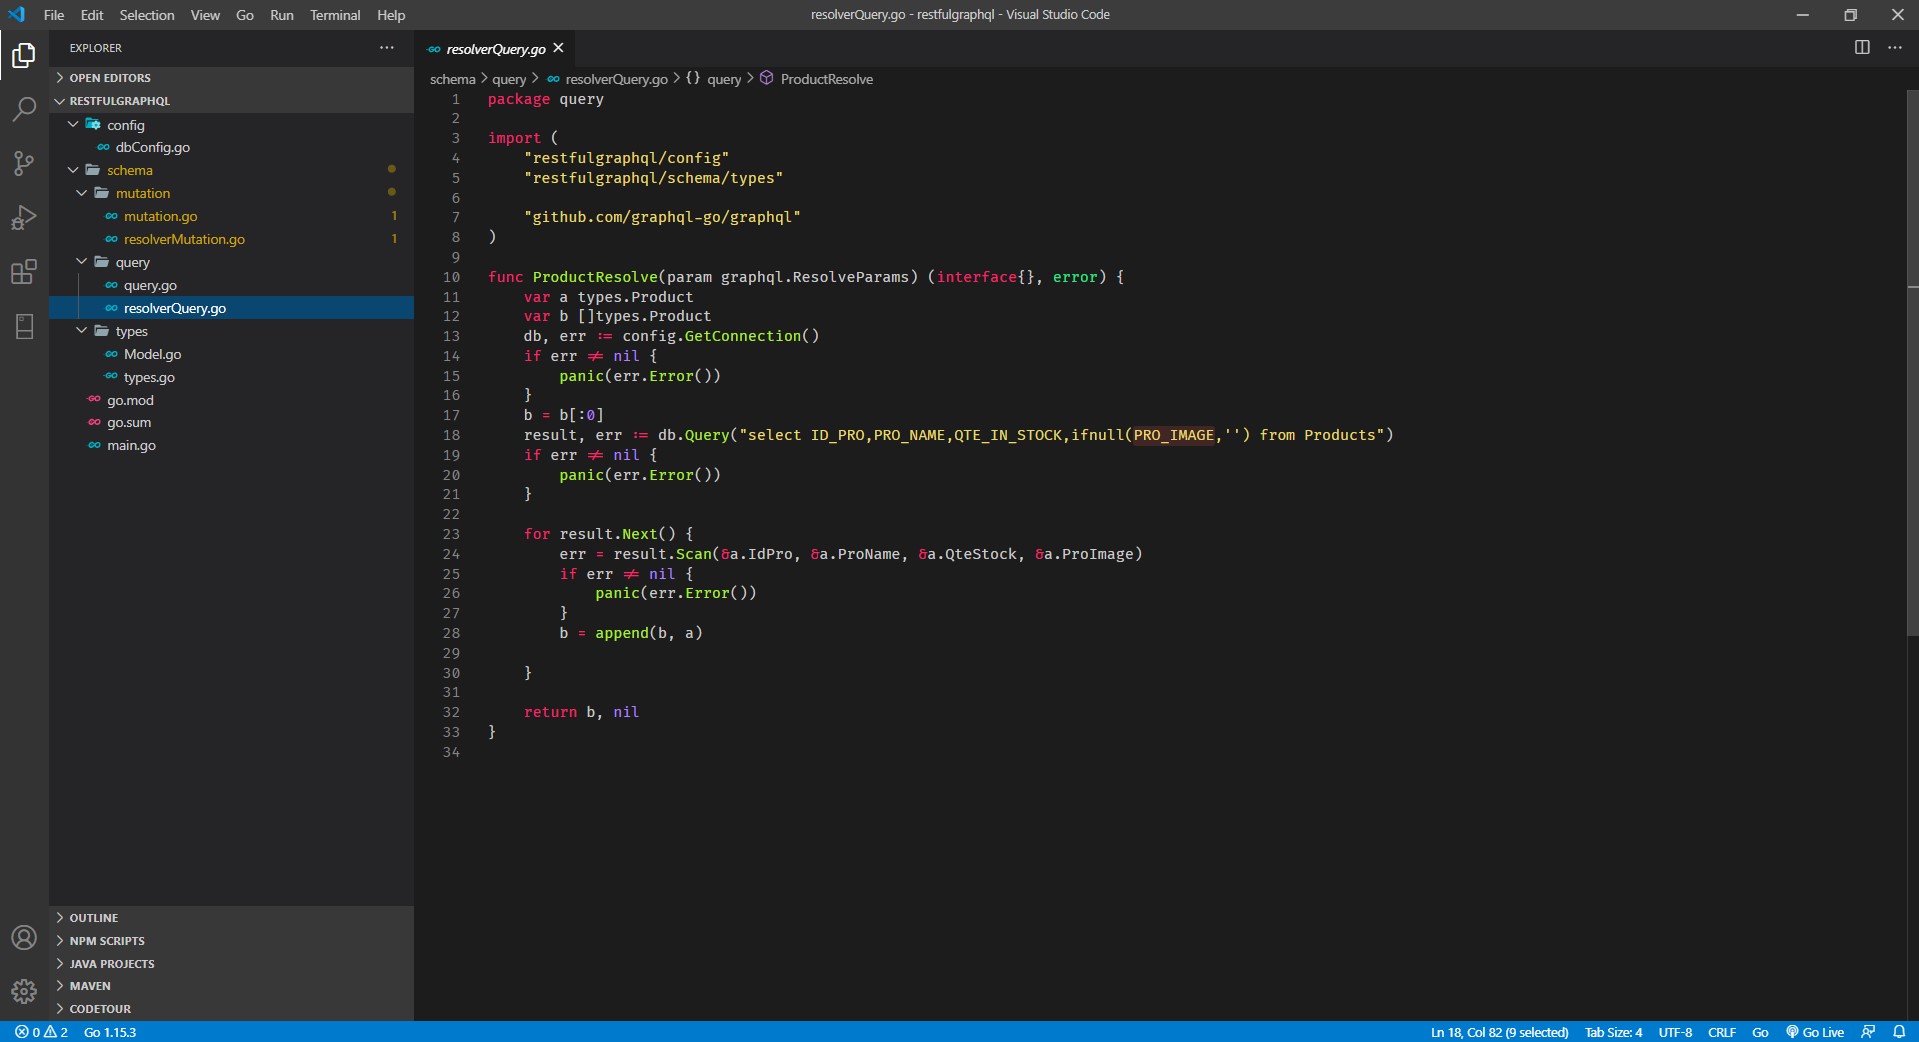 File Edit Selection View Go Run Terminal Help
resolverQuery.go - restfulgraphql - Visual Studio Code
EXPLORER
OPEN EDITORS
RESTFULGRAPHQL
config
dbConfig.go
schema
mutation
mutation.go 1
resolverMutation.go 1
query
query.go
resolverQuery.go
types
Model.go
types.go
go.mod
go.sum
main.go
OUTLINE
NPM SCRIPTS
JAVA PROJECTS
MAVEN
CODETOUR
resolverQuery.go
schema > query > resolverQuery.go > {} query > ProductResolve
1 package query
2
3 import (
4     "restfulgraphql/config"
5     "restfulgraphql/schema/types"
6
7     "github.com/graphql-go/graphql"
8 )
9
10 func ProductResolve(param graphql.ResolveParams) (interface{}, error) {
11     var a types.Product
12     var b []types.Product
13     db, err := config.GetConnection()
14     if err != nil {
15         panic(err.Error())
16     }
17     b = b[:0]
18     result, err := db.Query("select ID_PRO,PRO_NAME,QTE_IN_STOCK,ifnull(PRO_IMAGE,'') from Products")
19     if err != nil {
20         panic(err.Error())
21     }
22
23     for result.Next() {
24         err = result.Scan(&a.IdPro, &a.ProName, &a.QteStock, &a.ProImage)
25         if err != nil {
26             panic(err.Error())
27         }
28         b = append(b, a)
29
30     }
31
32     return b, nil
33 }
34
0 2 Go 1.15.3 Ln 18, Col 82 (9 selected) Tab Size: 4 UTF-8 CRLF Go Go Live